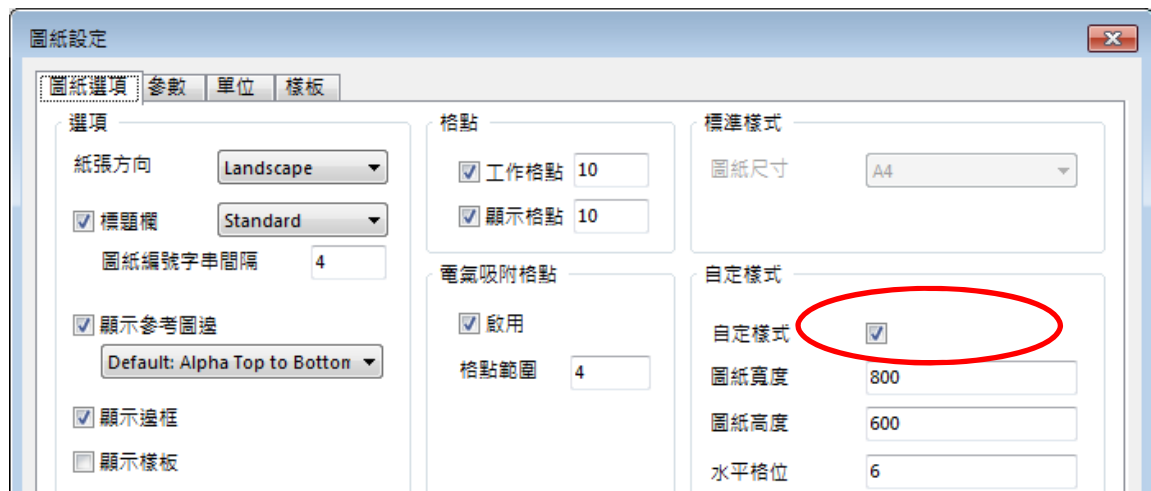 圖紙設定
圖紙選項 參數 單位 樣板
選項
紙張方向 Landscape
標題欄 Standard
圖紙編號字串間隔 4
顯示參考圖邊
Default: Alpha Top to Bottom
顯示邊框
顯示樣板
格點
工作格點 10
顯示格點 10
電氣吸附格點
啟用
格點範圍 4
標準樣式
圖紙尺寸 A4
自定樣式
自定樣式
圖紙寬度 800
圖紙高度 600
水平格位 6